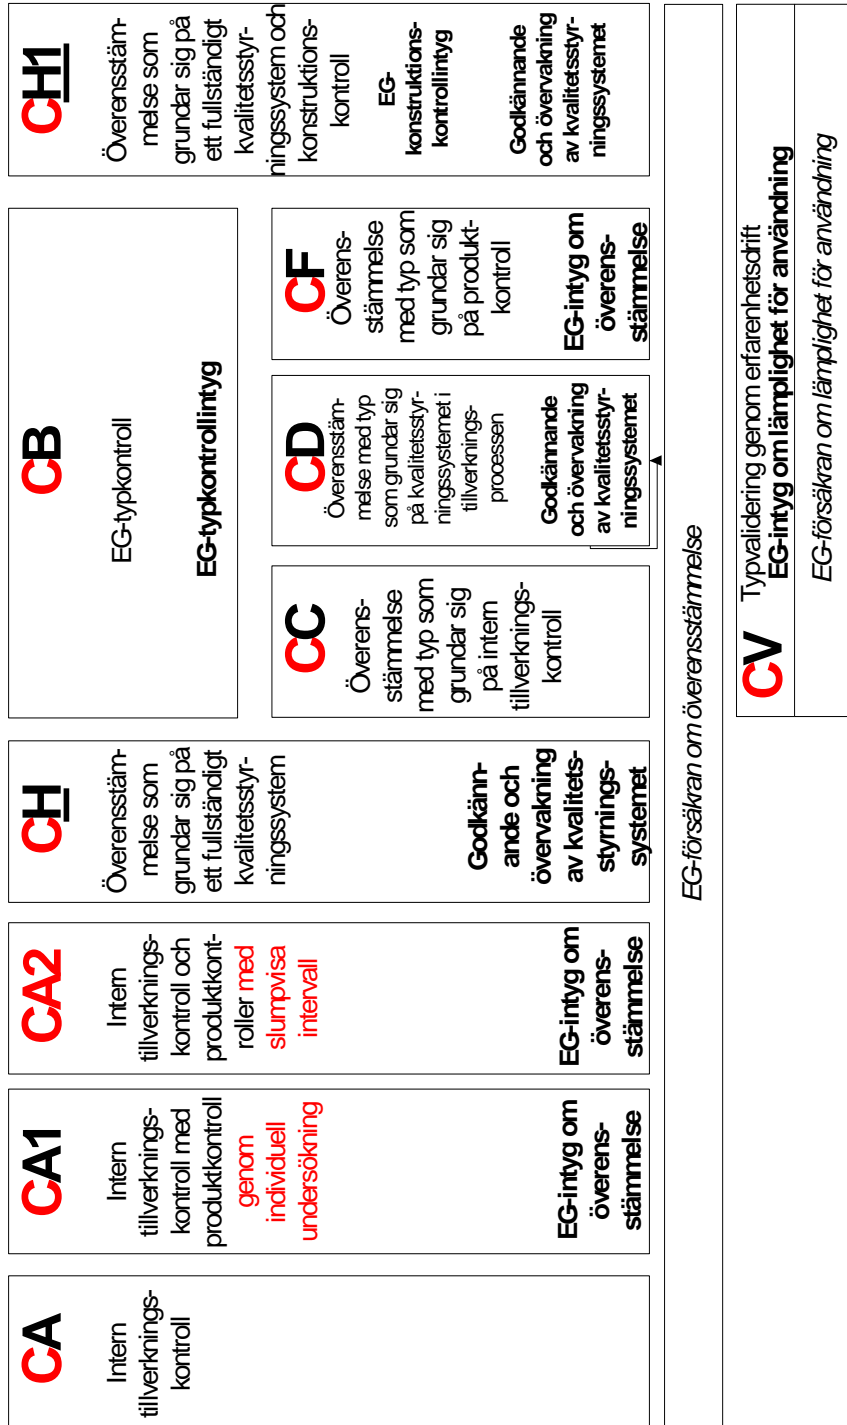 CA
Intern
tillverknings-
kontroll
CA1
Intern
tillverknings-
kontroll med
produktkontroll
genom
individuell
undersökning
EG-intyg om
överens-
stämmelse
CA2
Intern
tillverknings-
kontroll och
produktkont-
roller med
slumpvisa
intervall
EG-intyg om
överens-
stämmelse
CH
Överensstäm-
melse som
grundar sig på
ett fullständigt
kvalitetsstyr-
ningssystem
Godkänn-
ande och
övervakning
av kvalitets-
styrnings-
systemet
CB
EG-typkontroll
EG-typkontrollintyg
CC
Överens-
stämmelse
med typ som
grundar sig
på intern
tillverknings-
kontroll
CD
Överensstäm-
melse med typ
som grundar sig
på kvalitetsstyr-
ningssystemet i
tillverknings-
processen
Godkännande
och övervakning
av kvalitetsstyr-
ningssystemet
CF
Överens-
stämmelse
med typ som
grundar sig
på produkt-
kontroll
EG-intyg om
överens-
stämmelse
CH1
Överensstäm-
melse som
grundar sig på
ett fullständigt
kvalitetsstyr-
ningssystem och
konstruktions-
kontroll
EG-
konstruktions-
kontrollintyg
Godkännande
och övervakning
av kvalitetsstyr-
ningssystemet
EG-försäkran om överensstämmelse
CV Typvalidering genom erfarenhetsdrift
EG-intyg om lämplighet för användning
EG-försäkran om lämplighet för användning